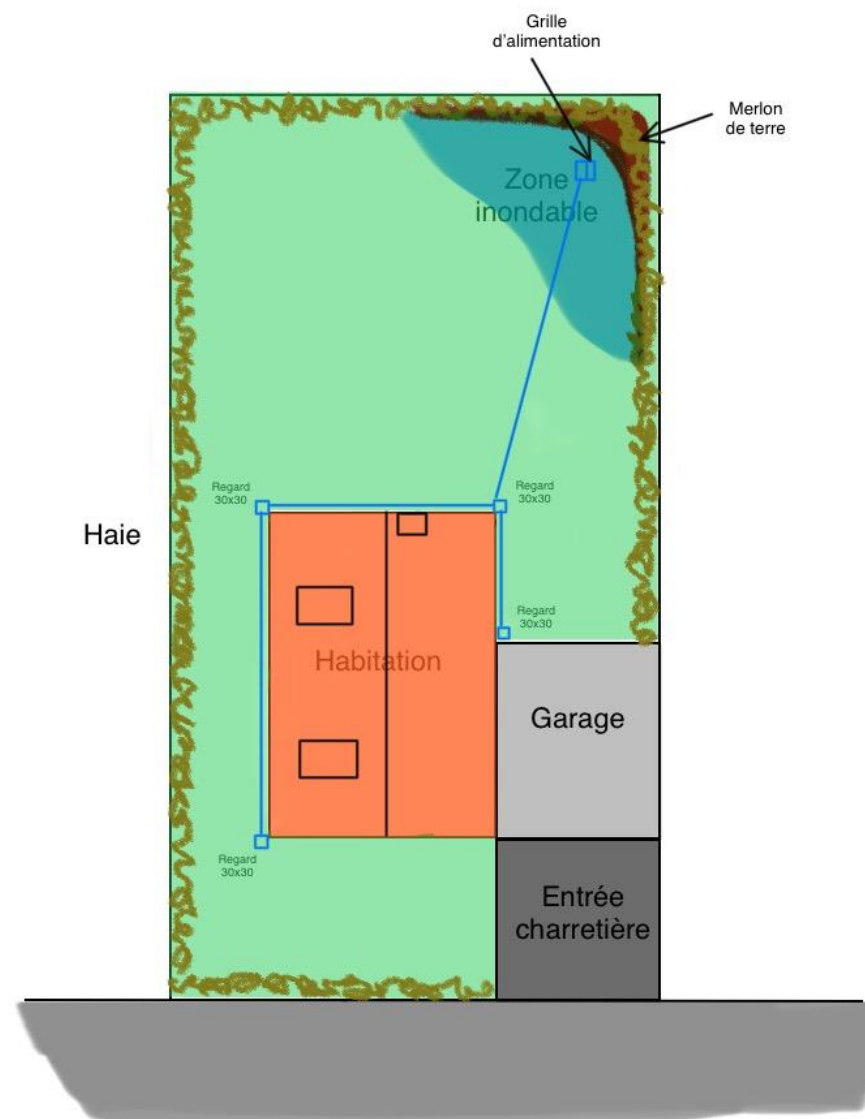 Grille
d'alimentation
Merlon
de terre
Zone
inondable
Regard
30x30
Regard
30x30
Haie
Regard
30x30
Habitation
Garage
Regard
30x30
Entrée
charretière